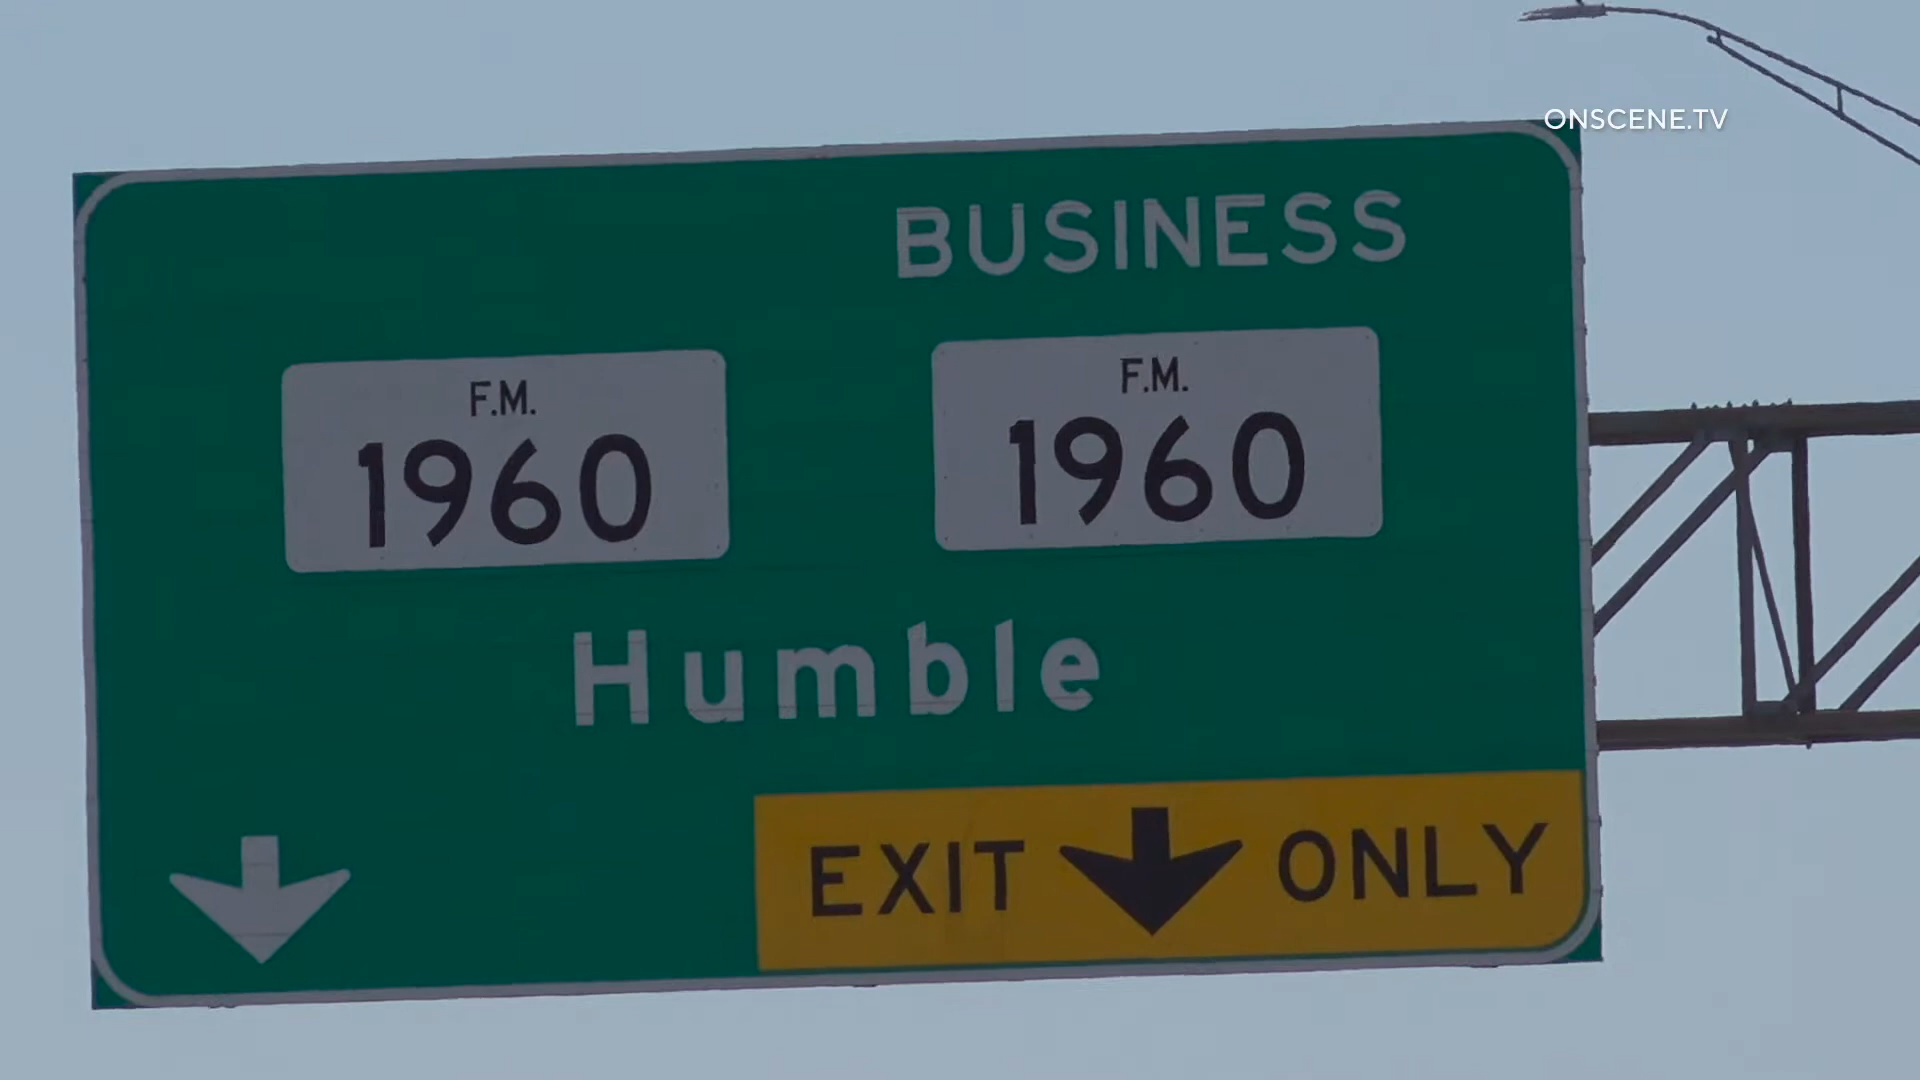 ONSCENE.TV
BUSINESS
F.M.
1960
F.M.
1960
Humble
EXIT ONLY